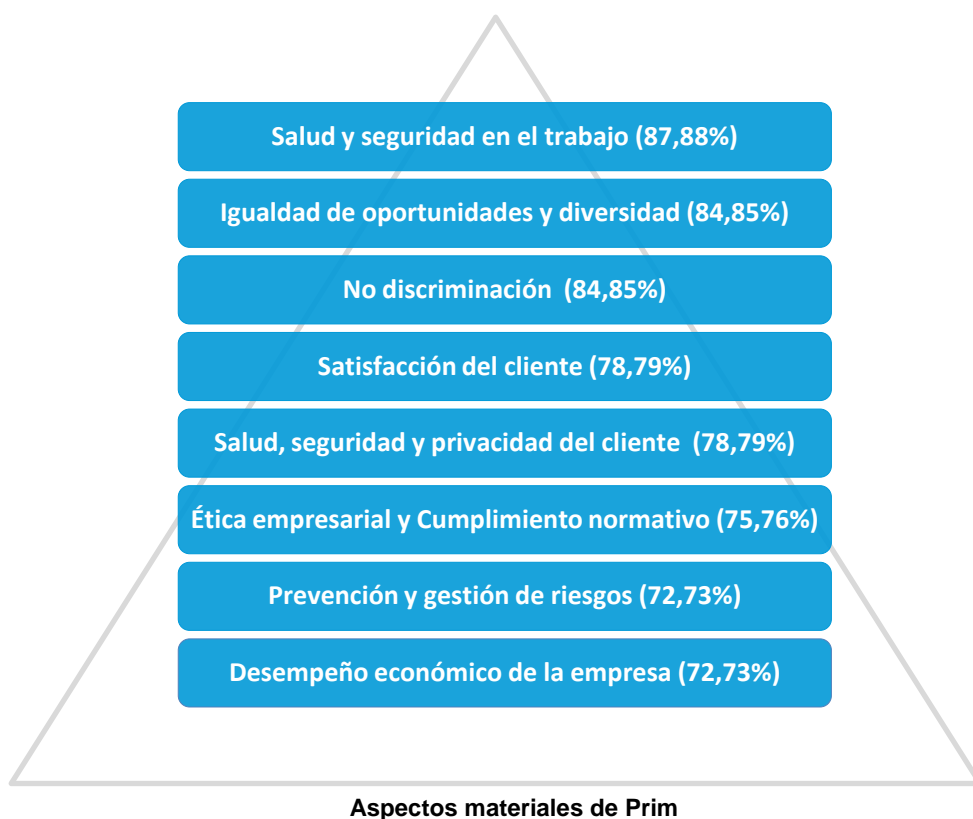 Salud y seguridad en el trabajo (87,88%)
Igualdad de oportunidades y diversidad (84,85%)
No discriminación (84,85%)
Satisfacción del cliente (78,79%)
Salud, seguridad y privacidad del cliente (78,79%)
Ética empresarial y Cumplimiento normativo (75,76%)
Prevención y gestión de riesgos (72,73%)
Desempeño económico de la empresa (72,73%)
Aspectos materiales de Prim